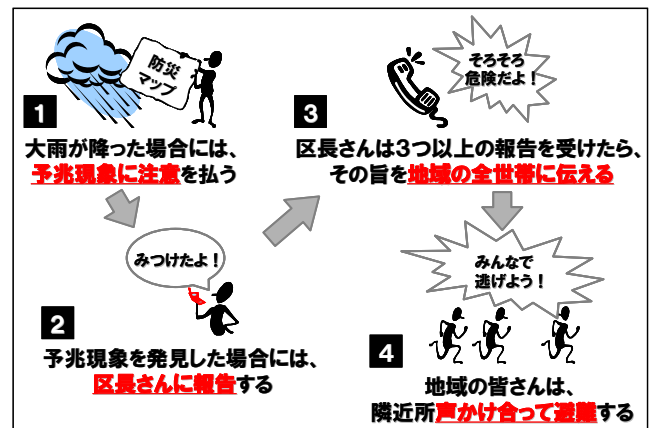 防災
マップ
1
大雨が降った場合には、
予兆現象に注意を払う
みつけたよ！
2
予兆現象を発見した場合には、
区長さんに報告する
そろそろ
危険だよ！
3
区長さんは３つ以上の報告を受けたら、
その旨を地域の全世帯に伝える
みんなで
逃げよう！
4
地域の皆さんは、
隣近所声かけ合って避難する